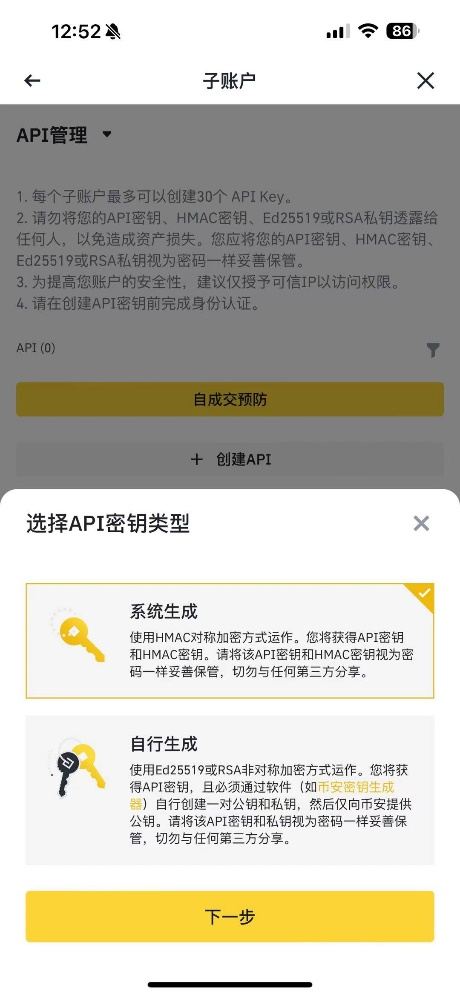 12:52
86
子账户
API管理
1. 每个子账户最多可以创建30个 API Key。
2. 请勿将您的API密钥、HMAC密钥、Ed25519或RSA私钥透露给
任何人，以免造成资产损失。您应将您的API密钥、HMAC密钥、
Ed25519或RSA私钥视为密码一样妥善保管。
3. 为提高您账户的安全性，建议仅授予可信IP以访问权限。
4. 请在创建API密钥前完成身份认证。
API (0)
自成交预防
+ 创建API
选择API密钥类型
系统生成
使用HMAC对称加密方式运作。您将获得API密钥
和HMAC密钥。请将该API密钥和HMAC密钥视为密
码一样妥善保管，切勿与任何第三方分享。
自行生成
使用Ed25519或RSA非对称加密方式运作。您将获
得API密钥，且必须通过软件（如币安密钥生成
器）自行创建一对公钥和私钥，然后仅向币安提供
公钥。请将该API密钥和私钥视为密码一样妥善保
管，切勿与任何第三方分享。
下一步